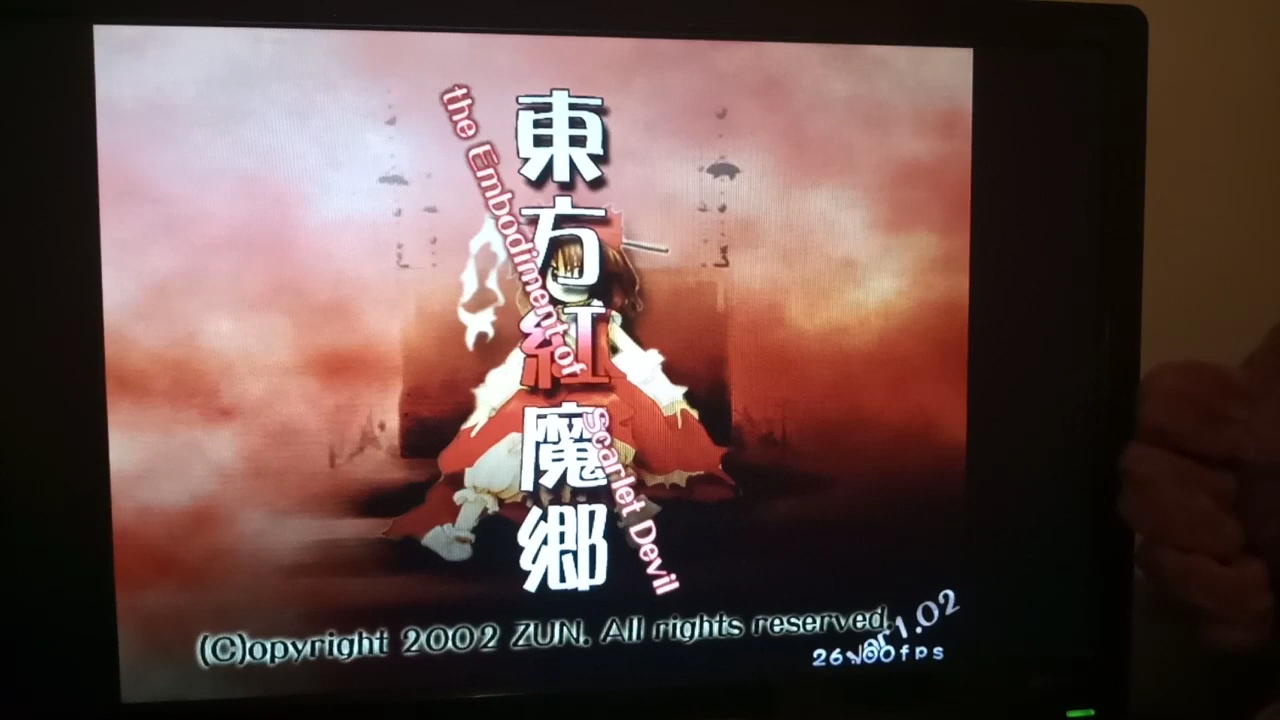 東方紅魔郷
the Embodiment of
Scarlet Devil
(C)opyright 2002 ZUN. All rights reserved.
ver1.02
fps